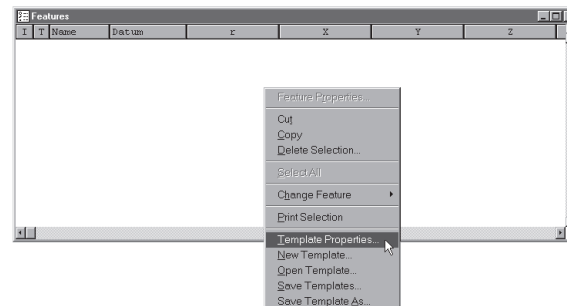 Features
I T Name Datum r X Y Z
Feature Properties...
Cut
Copy
Delete Selection...
Select All
Change Feature
Print Selection
Template Properties...
New Template...
Open Template...
Save Templates...
Save Template As...